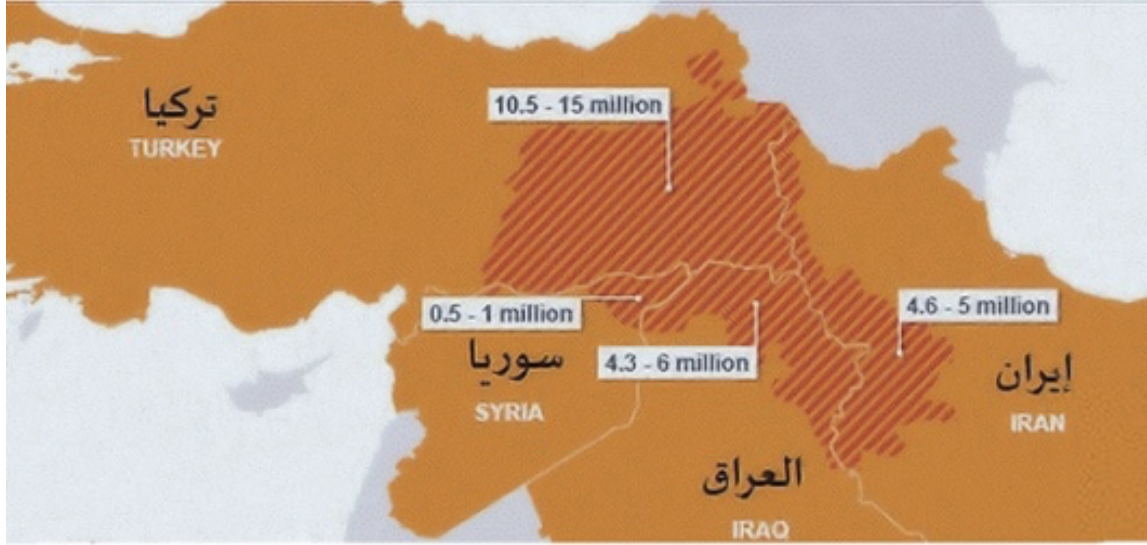 تركيا
TURKEY
10.5 - 15 million
0.5 - 1 million
4.6 - 5 million
4.3 - 6 million
سوريا
SYRIA
إيران
IRAN
العراق
IRAQ